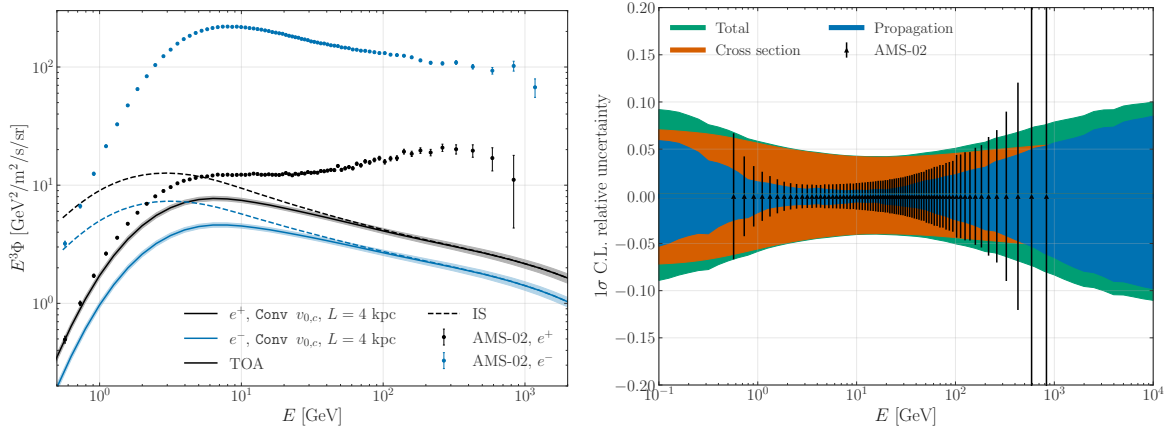 E³Φ [GeV²/m²/s/sr]
10²
10¹
10⁰
e⁺, Conv v₀,c, L = 4 kpc
e⁻, Conv v₀,c, L = 4 kpc
TOA
IS
AMS-02, e⁺
AMS-02, e⁻
10⁰ 10¹ 10² 10³
E [GeV]
1σ C.L. relative uncertainty
0.20
0.15
0.10
0.05
0.00
−0.05
−0.10
−0.15
−0.20
Total
Cross section
Propagation
AMS-02
10⁻¹ 10⁰ 10¹ 10² 10³ 10⁴
E [GeV]